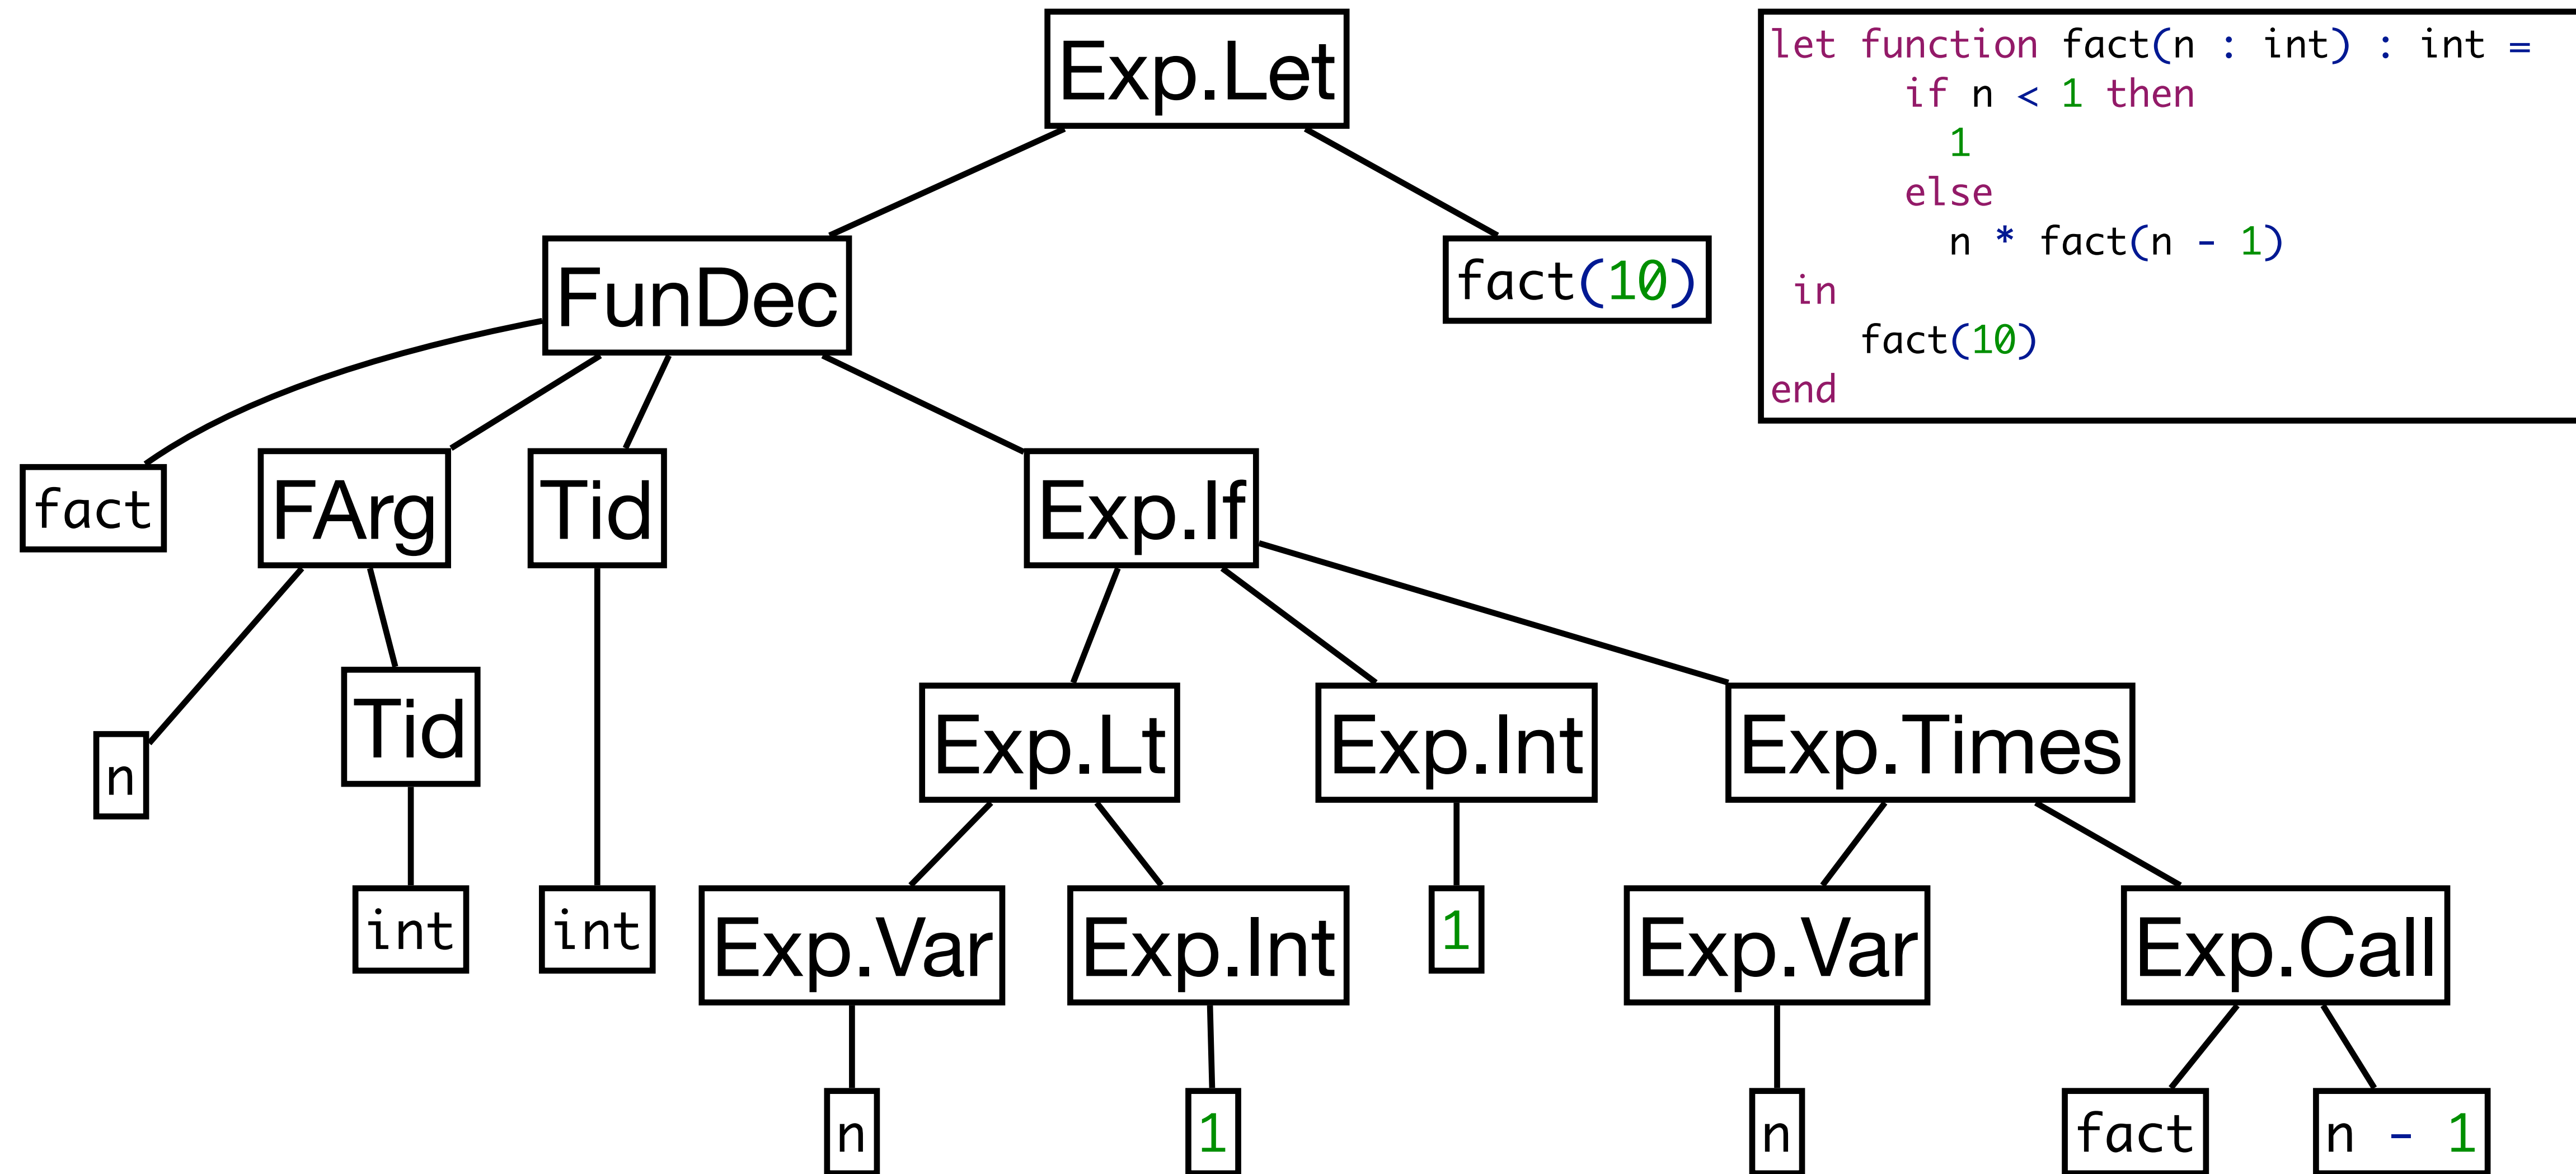 Exp.Let
let function fact(n : int) : int =
if n < 1 then
1
else
n * fact(n - 1)
in
fact(10)
end
FunDec
fact(10)
fact
FArg
Tid
Exp.If
n
Tid
Exp.Lt
Exp.Int
Exp.Times
int
int
Exp.Var
Exp.Int
1
Exp.Var
Exp.Call
n
1
n
fact
n - 1